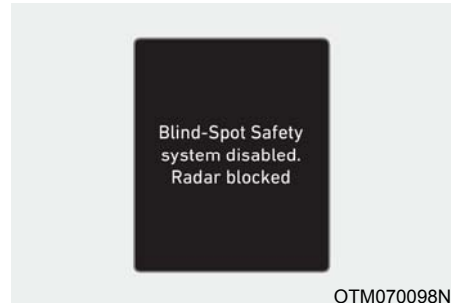 Blind-Spot Safety
system disabled.
Radar blocked
OTM070098N